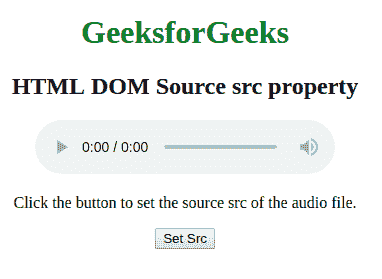 GeeksforGeeks
HTML DOM Source src property
0:00 / 0:00
Click the button to set the source src of the audio file.
Set Src